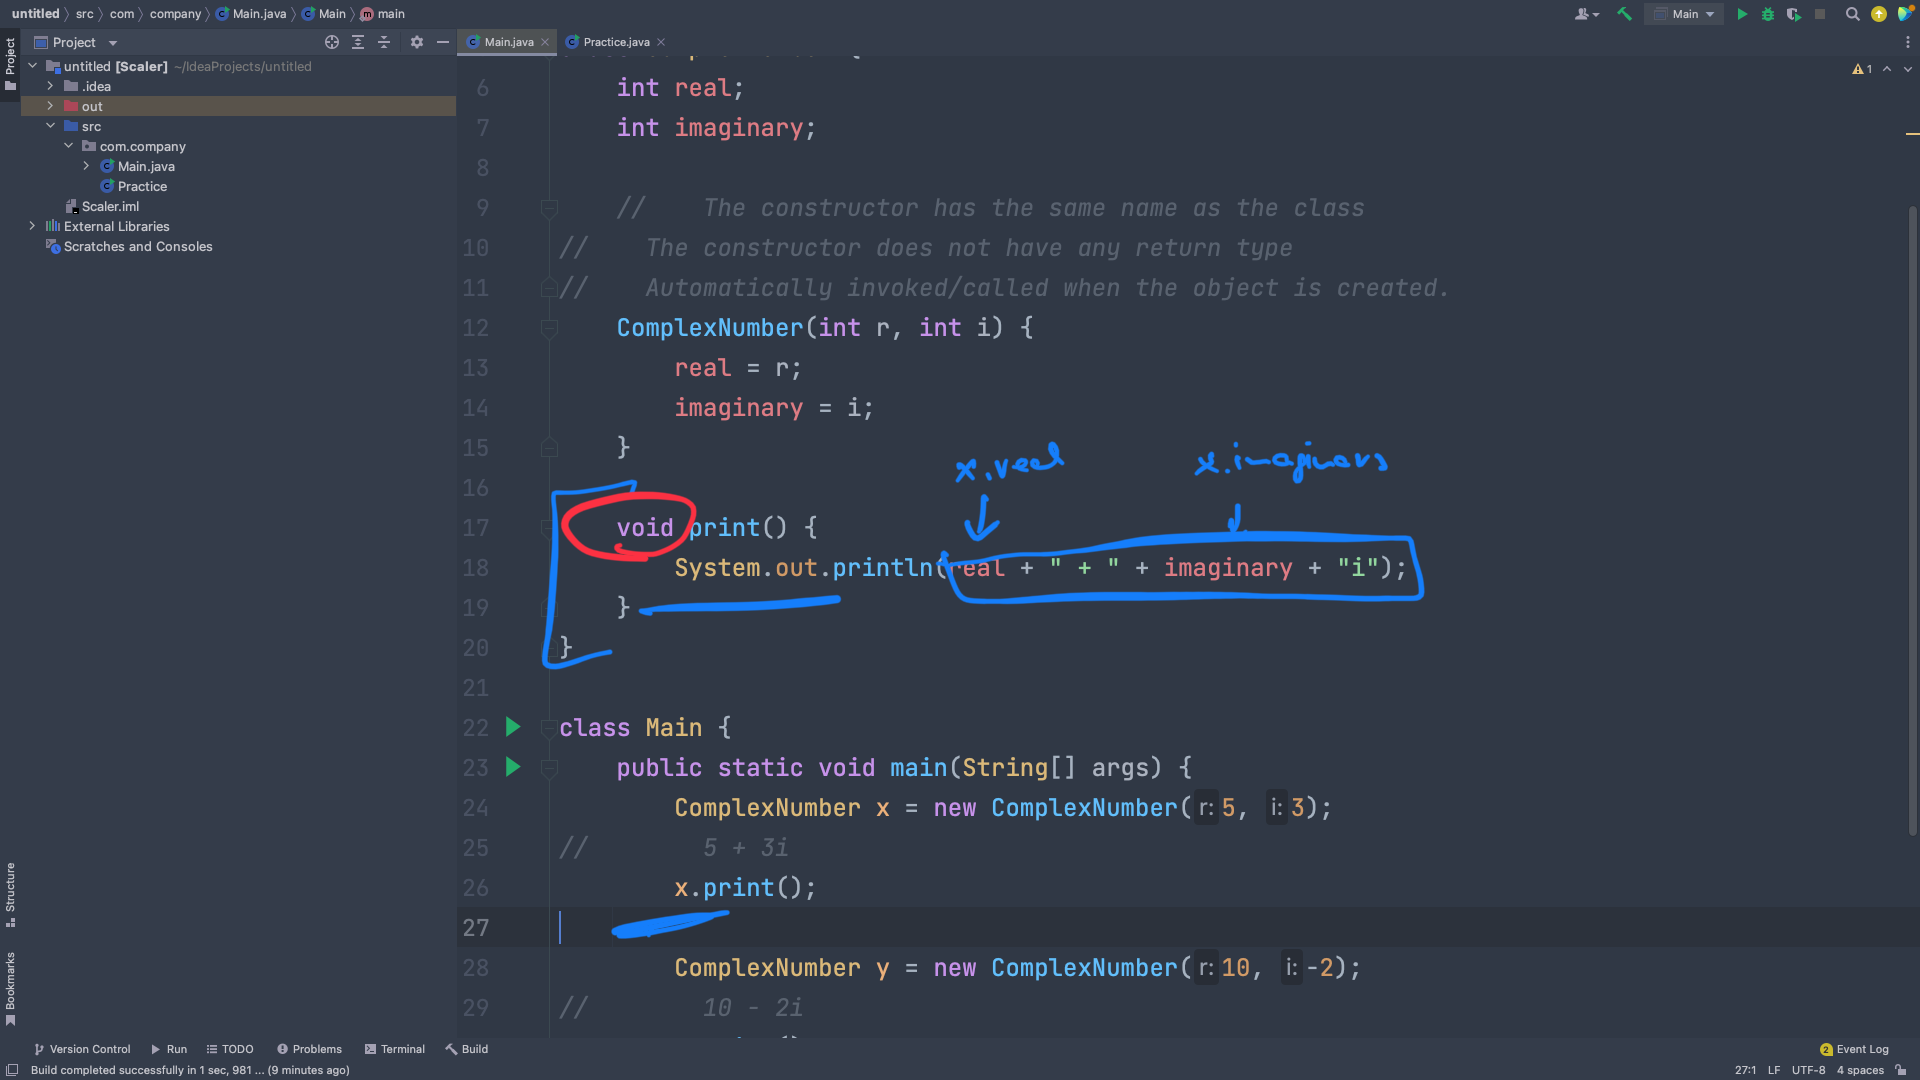 untitled src com company Main.java Main main
Main
Project
Main.java Practice.java
Project
untitled [Scaler] ~/IdeaProjects/untitled
.idea
out
src
com.company
Main.java
Practice
Scaler.iml
External Libraries
Scratches and Consoles
1
6 int real;
7 int imaginary;
8
9 // The constructor has the same name as the class
10 // The constructor does not have any return type
11 // Automatically invoked/called when the object is created.
12 ComplexNumber(int r, int i) {
13 real = r;
14 imaginary = i;
15 }
x.real x.imaginary
16
17 void print() {
18 System.out.println(real + " + " + imaginary + "i");
19 }
20 }
21
22 class Main {
23 public static void main(String[] args) {
24 ComplexNumber x = new ComplexNumber( r: 5, i: 3);
25 // 5 + 3i
26 x.print();
27
28 ComplexNumber y = new ComplexNumber( r: 10, i: -2);
29 // 10 - 2i
Structure
Bookmarks
Version Control Run TODO Problems Terminal Build 2 Event Log
Build completed successfully in 1 sec, 981 ... (9 minutes ago) 27:1 LF UTF-8 4 spaces